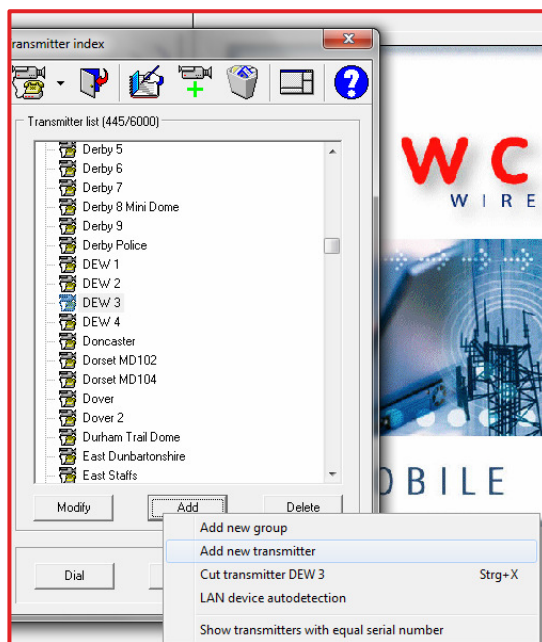 ransmitter index
Transmitter list (445/6000)
Derby 5
Derby 6
Derby 7
Derby 8 Mini Dome
Derby 9
Derby Police
DEW 1
DEW 2
DEW 3
DEW 4
Doncaster
Dorset MD102
Dorset MD104
Dover
Dover 2
Durham Trail Dome
East Dunbartonshire
East Staffs
Modify Add Delete
Dial
Add new group
Add new transmitter
Cut transmitter DEW 3 Strg+X
LAN device autodetection
Show transmitters with equal serial number
W C
W I R E
O B I L E